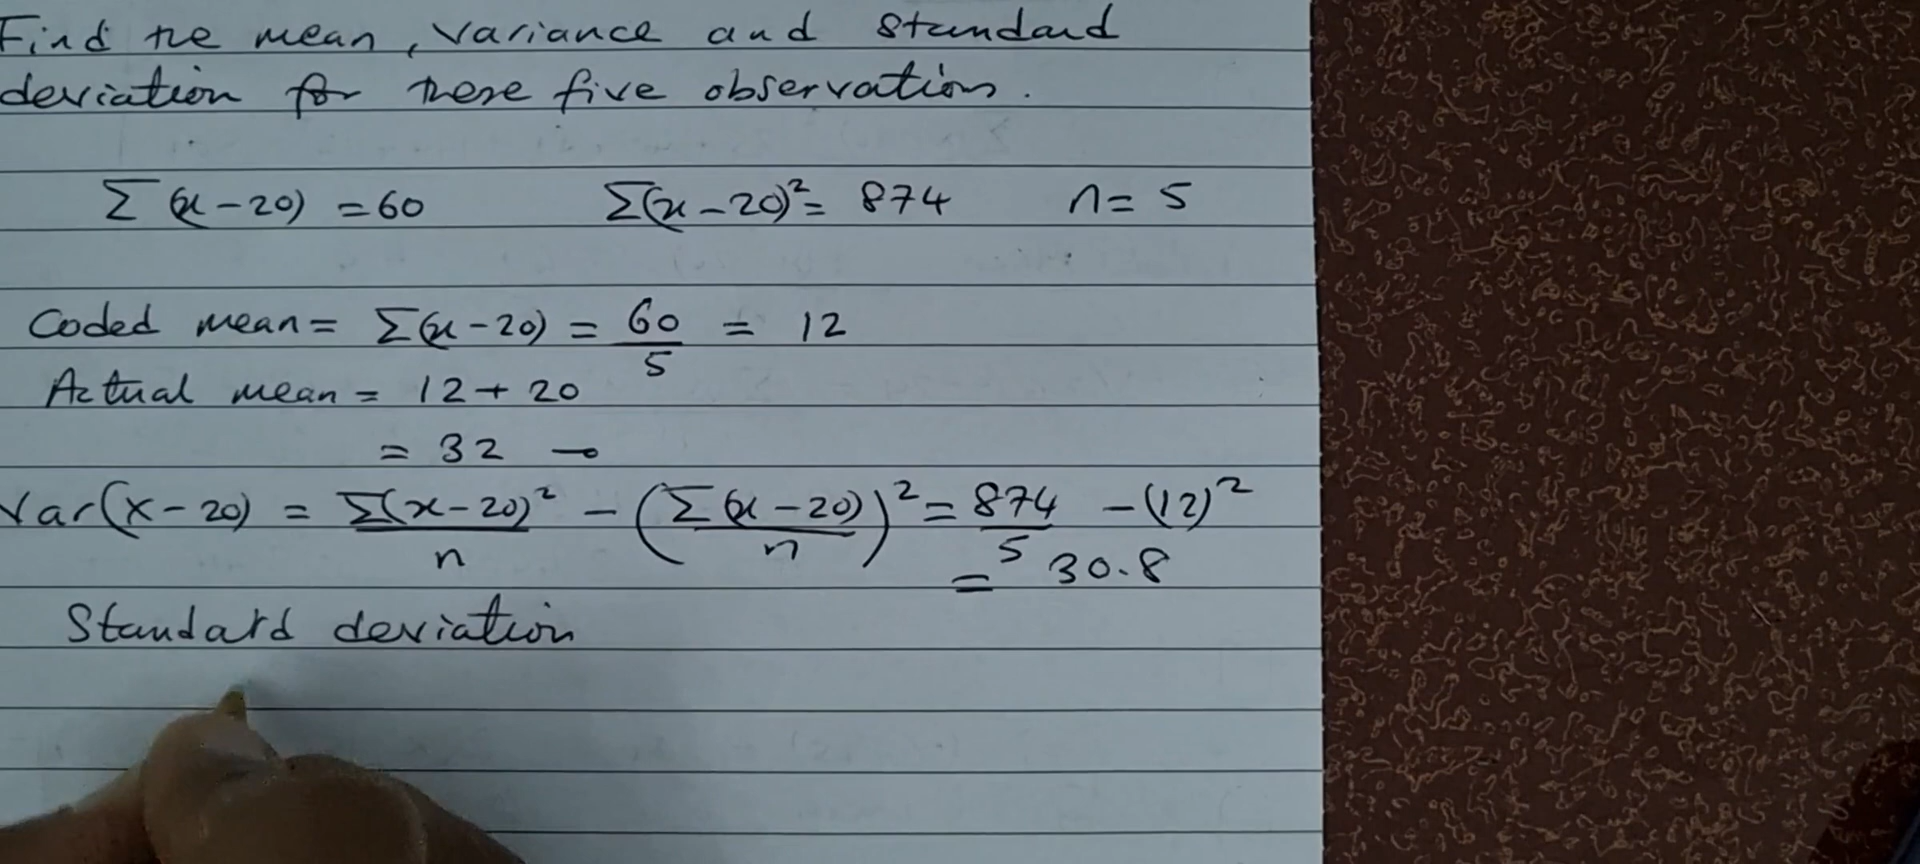 Find the mean, variance and standard
deviation for these five observations.
Σ(x-20) = 60 Σ(x-20)² = 874 n = 5
Coded mean = Σ(x-20) = 60/5 = 12
Actual mean = 12 + 20
= 32
Var(x-20) = Σ(x-20)²/n - (Σ(x-20)/n)² = 874/5 - (12)²
= 30.8
Standard deviation